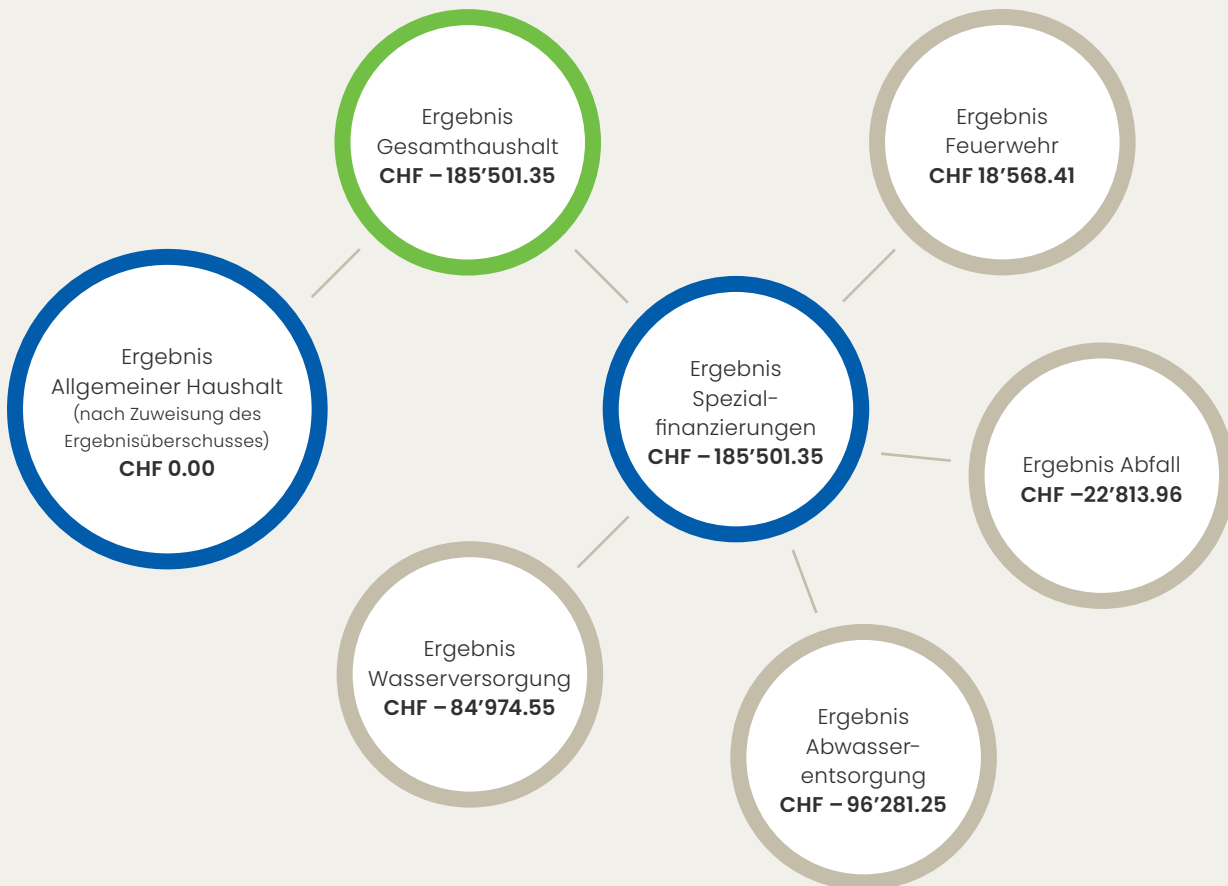 Ergebnis
Gesamthaushalt
CHF – 185’501.35
Ergebnis
Feuerwehr
CHF 18’568.41
Ergebnis
Allgemeiner Haushalt
(nach Zuweisung des
Ergebnisüberschusses)
CHF 0.00
Ergebnis
Spezial-
finanzierungen
CHF – 185’501.35
Ergebnis Abfall
CHF –22’813.96
Ergebnis
Wasserversorgung
CHF – 84’974.55
Ergebnis
Abwasser-
entsorgung
CHF – 96’281.25